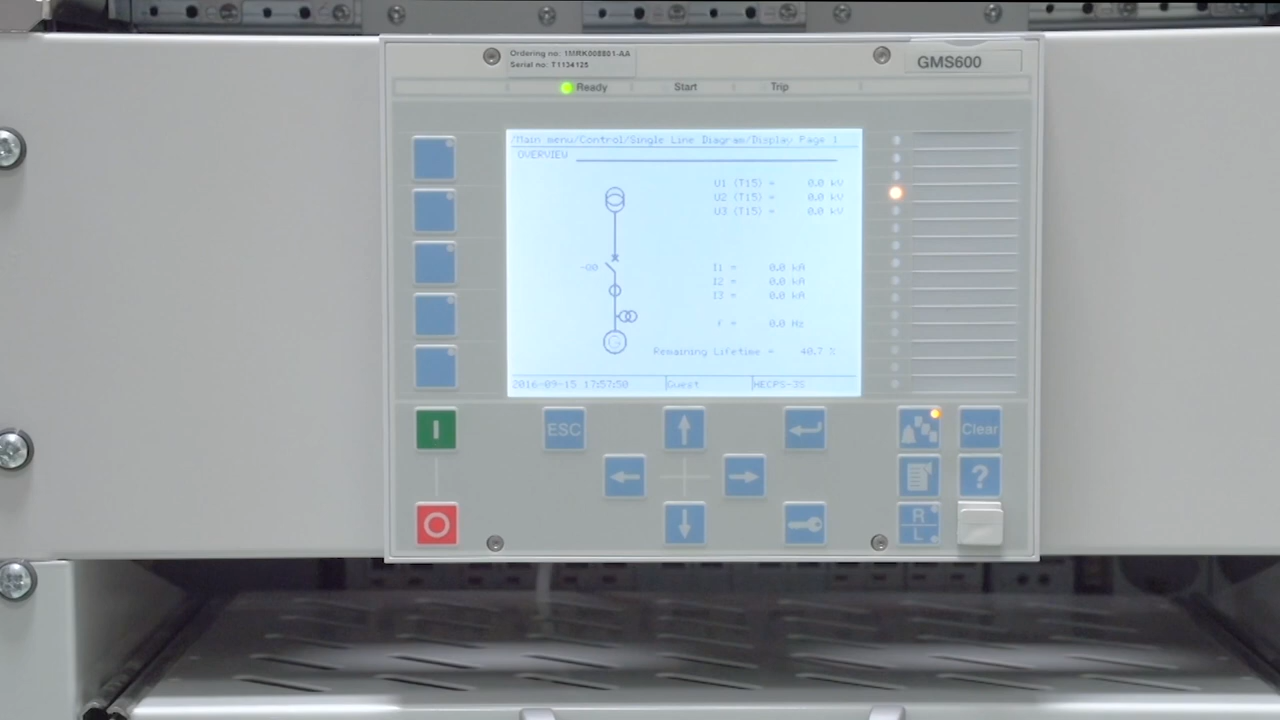 Ordering no: 1MRK008801-AA
Serial no: T1134125
GMS600
Ready Start Trip
/Main menu/Control/Single Line Diagram/Display Page 1
OVERVIEW
U1 (T15) = 0.0 kV
U2 (T15) = 0.0 kV
U3 (T15) = 0.0 kV
-Q0
I1 = 0.0 kA
I2 = 0.0 kA
I3 = 0.0 kA
f = 0.0 Hz
G
Remaining Lifetime = 40.7 %
2016-09-15 17:57:50 Guest HECPS-3S
I
ESC
Clear
?
O
R
L